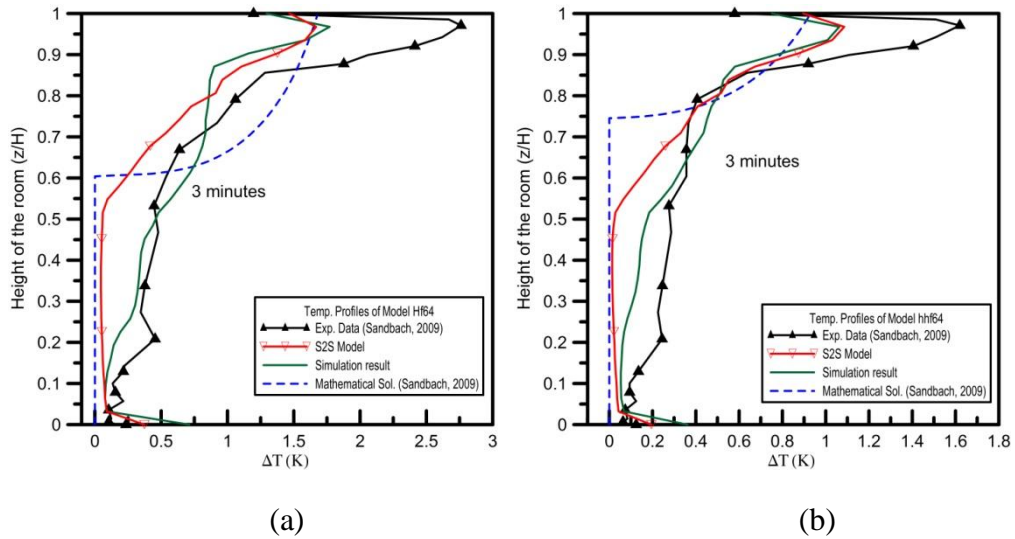 1
0.9
0.8
0.7
0.6
0.5
0.4
0.3
0.2
0.1
0
Height of the room (z/H)
3 minutes
Temp. Profiles of Model Hf64
Exp. Data (Sandbach, 2009)
S2S Model
Simulation result
Mathematical Sol. (Sandbach, 2009)
0 0.5 1 1.5 2 2.5 3
ΔT (K)
(a)
1
0.9
0.8
0.7
0.6
0.5
0.4
0.3
0.2
0.1
0
Height of the room (z/H)
3 minutes
Temp. Profiles of Model hhf64
Exp. Data (Sandbach, 2009)
S2S Model
Simulation result
Mathematical Sol. (Sandbach, 2009)
0 0.2 0.4 0.6 0.8 1 1.2 1.4 1.6 1.8
ΔT (K)
(b)